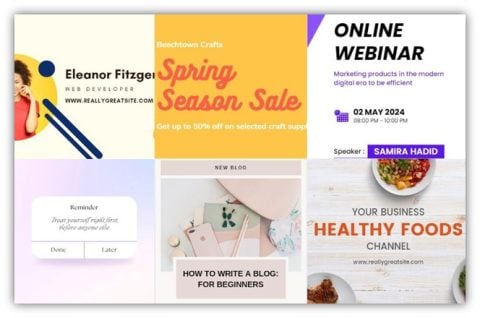 Eleanor Fitzger
WEB DEVELOPER
WWW.REALLYGREATSITE.COM
Beechtown Crafts
Spring
Season Sale
Get up to 50% off on selected craft suppl
ONLINE
WEBINAR
Marketing products in the modern
digital era to be efficient
02 MAY 2024
08:00 PM - 10:00 PM
Speaker : SAMIRA HADID
Reminder
Treat yourself right first,
before anyone else.
Done Later
NEW BLOG
HOW TO WRITE A BLOG:
FOR BEGINNERS
YOUR BUSINESS
HEALTHY FOODS
CHANNEL
www.reallygreatsite.com